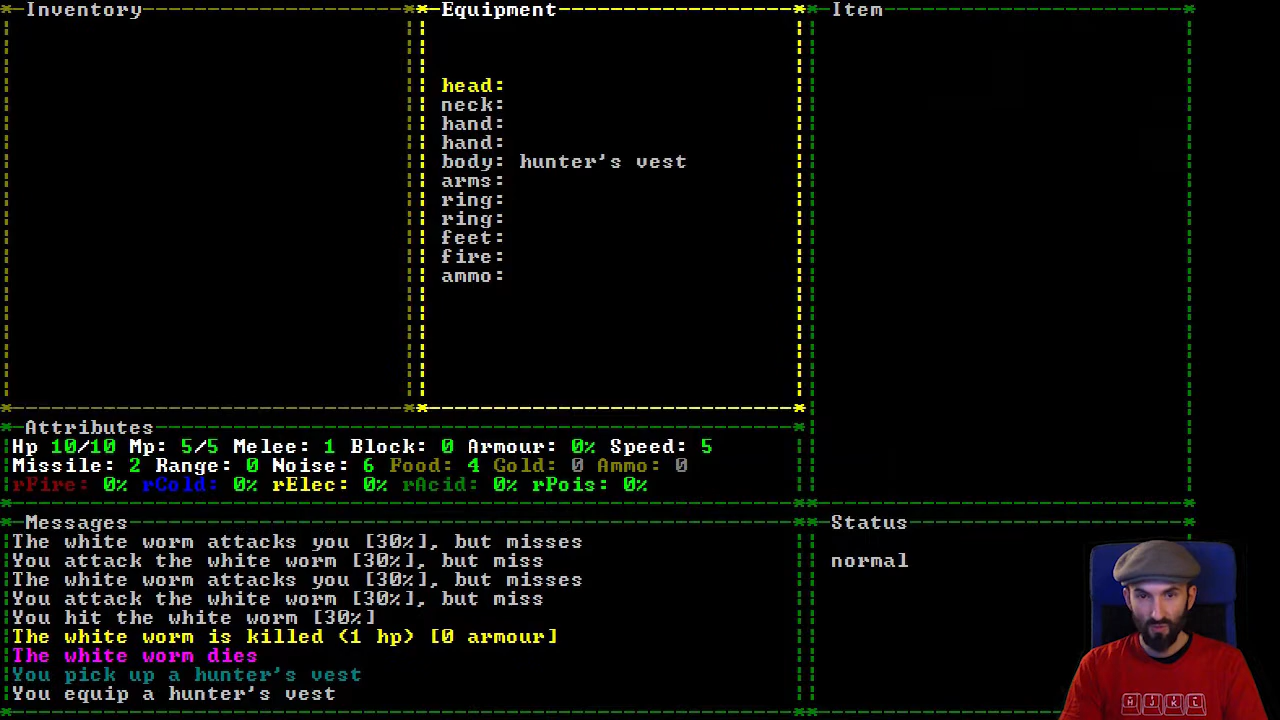 Inventory
Equipment
Item
head:
neck:
hand:
hand:
body: hunter's vest
arms:
ring:
ring:
feet:
fire:
ammo:
Attributes
Hp 10/10 Mp: 5/5 Melee: 1 Block: 0 Armour: 0% Speed: 5
Missile: 2 Range: 0 Noise: 6 Food: 4 Gold: 0 Ammo: 0
rFire: 0% rCold: 0% rElec: 0% rAcid: 0% rPois: 0%
Messages
The white worm attacks you [30%], but misses
You attack the white worm [30%], but miss
The white worm attacks you [30%], but misses
You attack the white worm [30%], but miss
You hit the white worm [30%]
The white worm is killed (1 hp) [0 armour]
The white worm dies
You pick up a hunter's vest
You equip a hunter's vest
Status
normal
H J K L